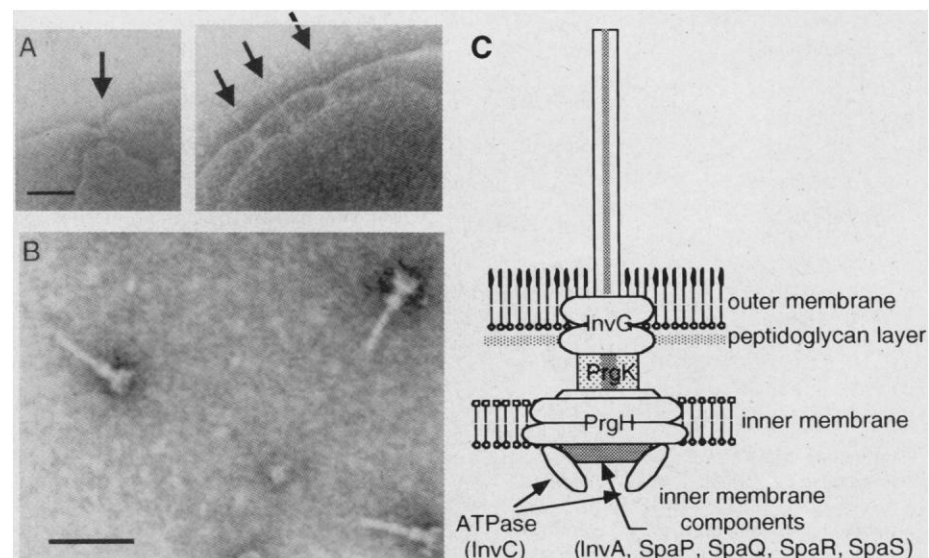 A
B
C
InvG
outer membrane
peptidoglycan layer
PrgK
PrgH
inner membrane
ATPase
(InvC)
inner membrane
components
(InvA, SpaP, SpaQ, SpaR, SpaS)